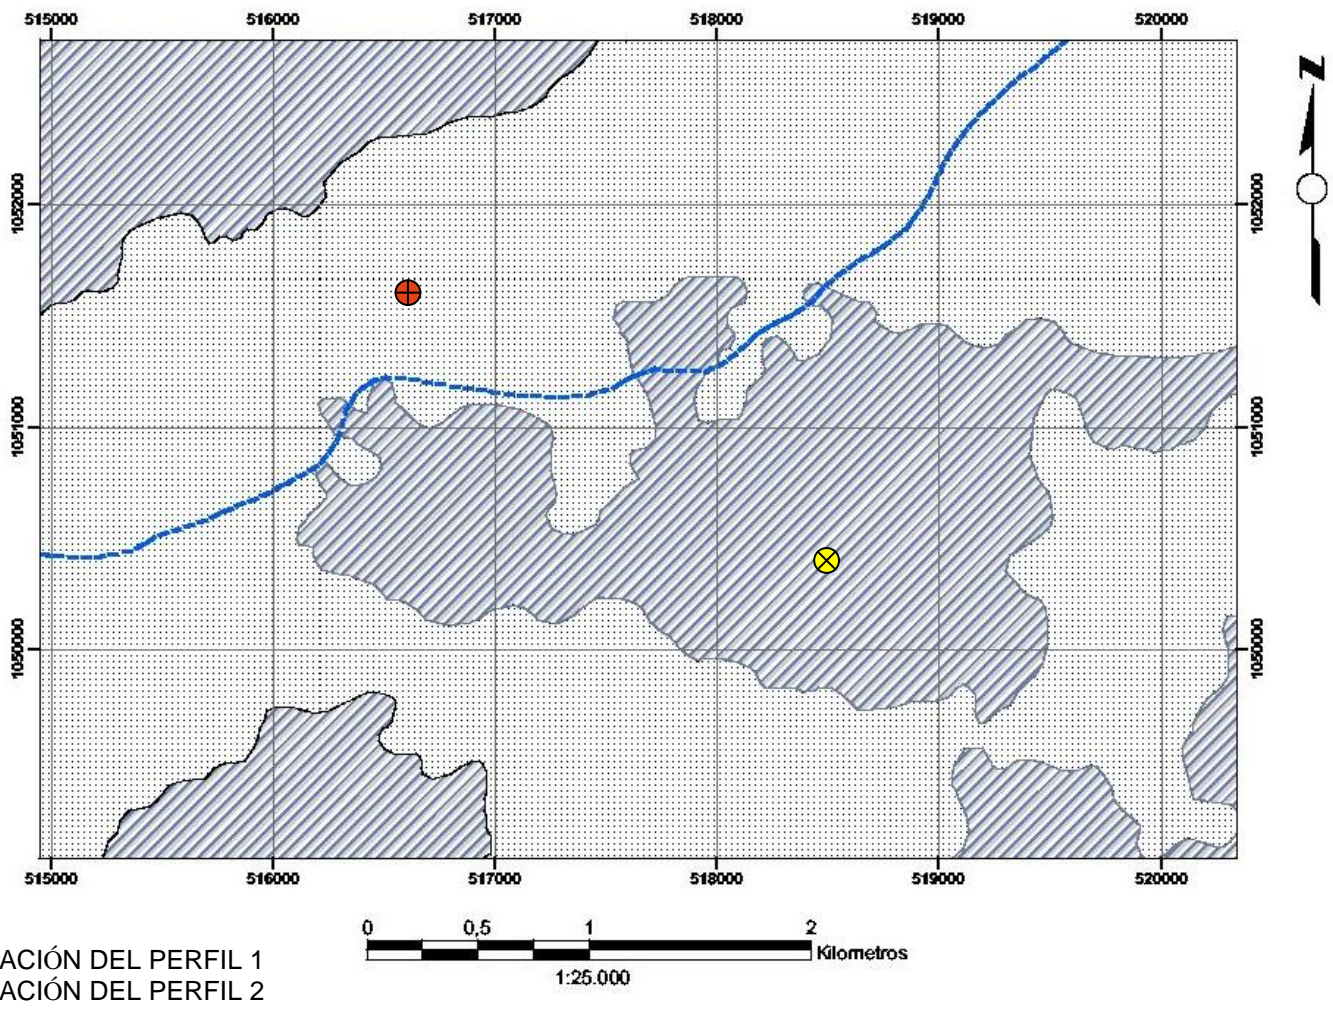 515000 516000 517000 518000 519000 520000
N
1052000 1052000
1051000 1051000
1050000 1050000
515000 516000 517000 518000 519000 520000
0 0,5 1 2
Kilometros
1:25.000
ACIÓN DEL PERFIL 1
ACIÓN DEL PERFIL 2